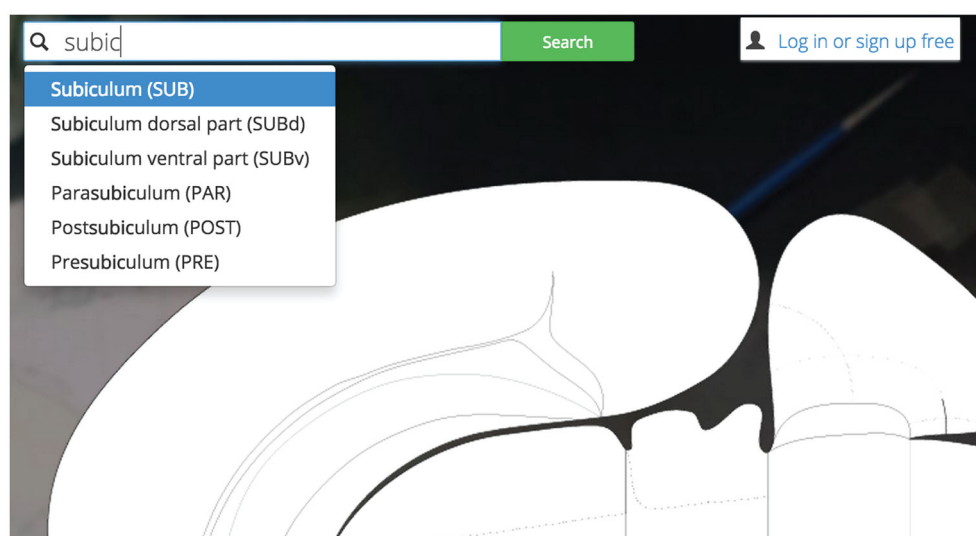 subic
Search
Log in or sign up free
Subiculum (SUB)
Subiculum dorsal part (SUBd)
Subiculum ventral part (SUBv)
Parasubiculum (PAR)
Postsubiculum (POST)
Presubiculum (PRE)